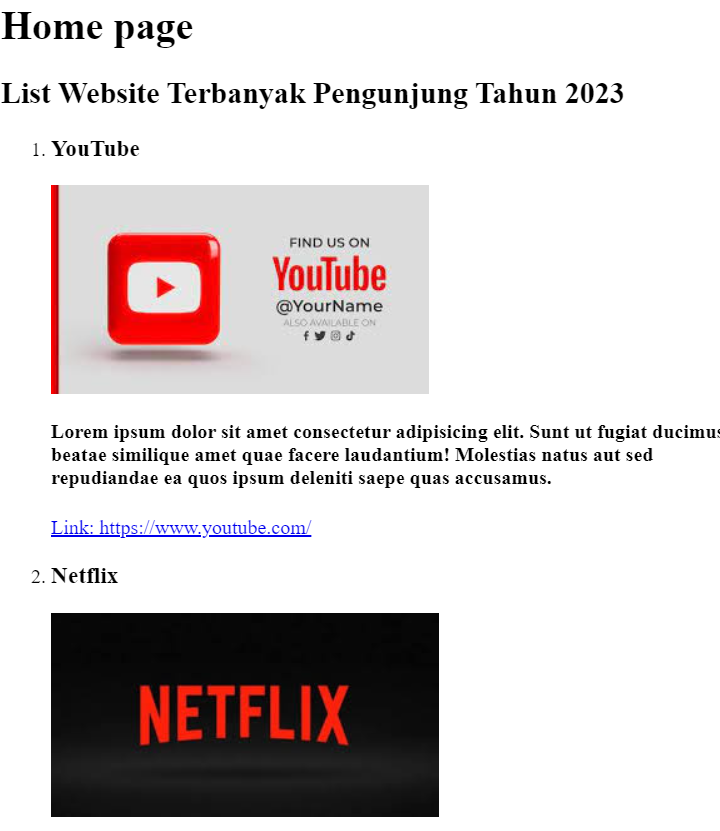 Home page
List Website Terbanyak Pengunjung Tahun 2023
1. YouTube
FIND US ON
YouTube
@YourName
ALSO AVAILABLE ON
Lorem ipsum dolor sit amet consectetur adipisicing elit. Sunt ut fugiat ducimus
beatae similique amet quae facere laudantium! Molestias natus aut sed
repudiandae ea quos ipsum deleniti saepe quas accusamus.
Link: https://www.youtube.com/
2. Netflix
NETFLIX